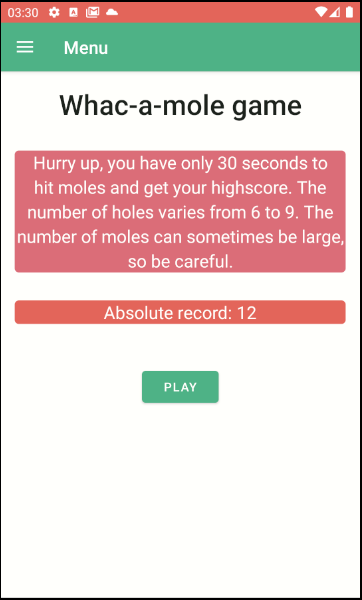 03:30
Menu
Whac-a-mole game
Hurry up, you have only 30 seconds to
hit moles and get your highscore. The
number of holes varies from 6 to 9. The
number of moles can sometimes be large,
so be careful.
Absolute record: 12
PLAY